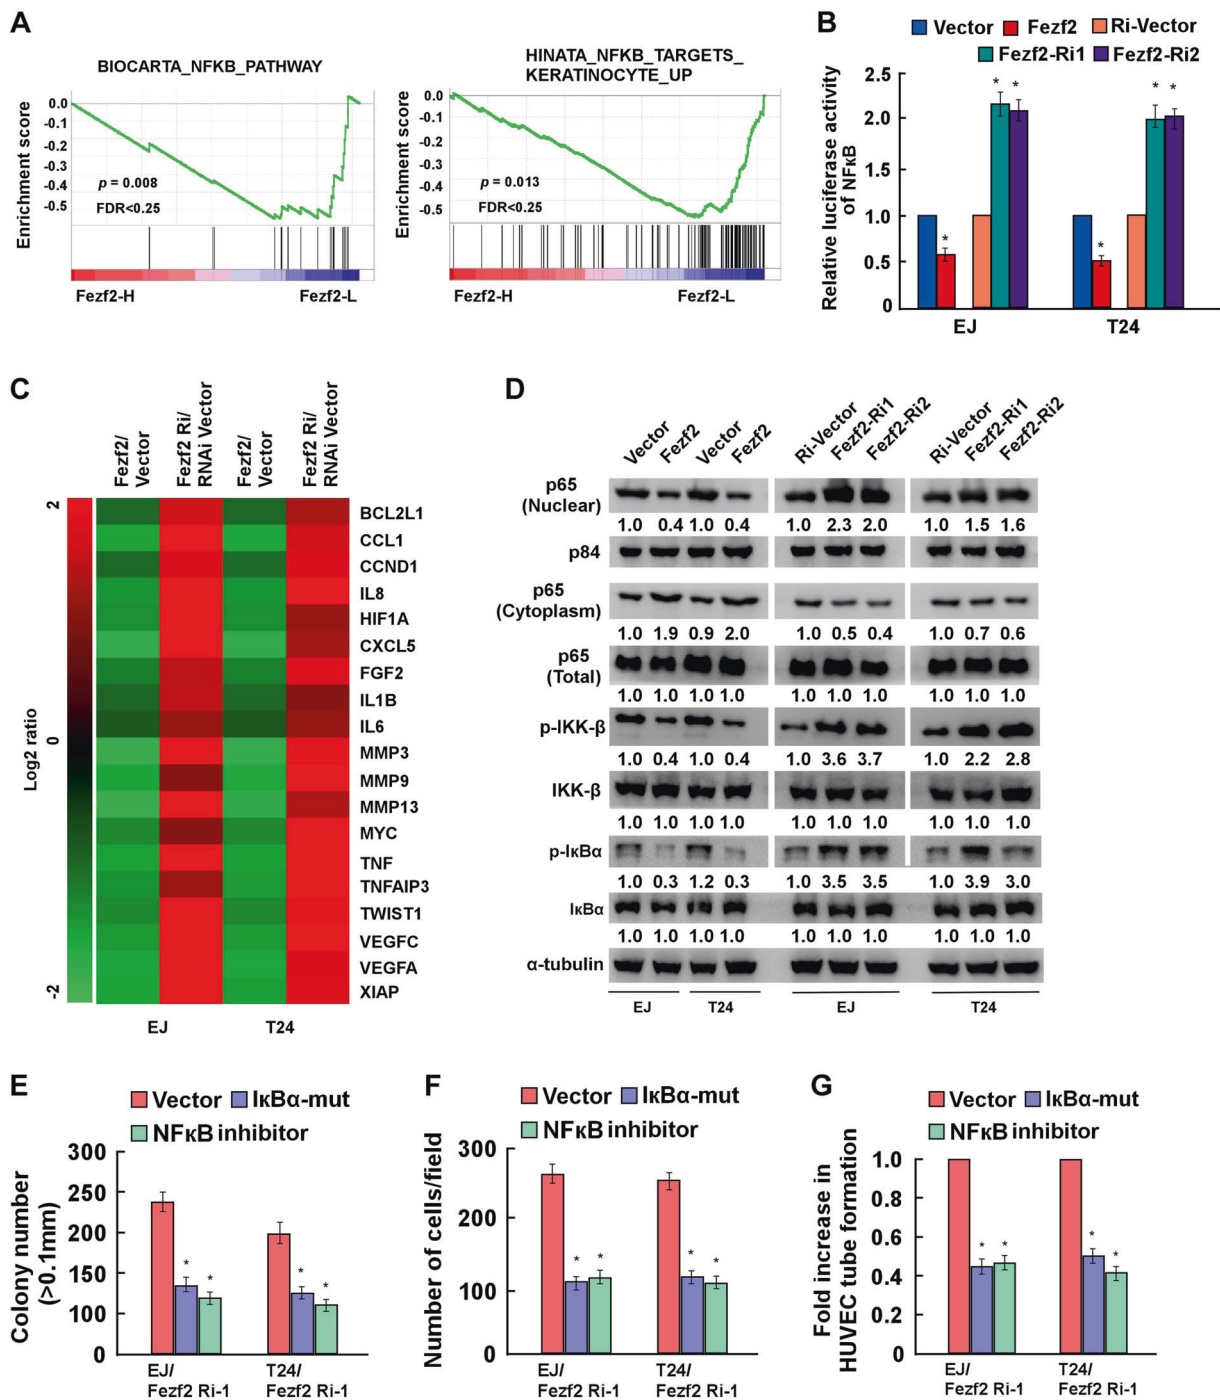 A
BIOCARTA_NFKB_PATHWAY
Enrichment score
0.0
-0.1
-0.2
-0.3
-0.4
-0.5
p = 0.008
FDR<0.25
Fezf2-H
Fezf2-L
HINATA_NFKB_TARGETS_
KERATINOCYTE_UP
Enrichment score
0.0
-0.1
-0.2
-0.3
-0.4
-0.5
p = 0.013
FDR<0.25
Fezf2-H
Fezf2-L
B
Vector Fezf2 Ri-Vector
Fezf2-Ri1 Fezf2-Ri2
Relative luciferase activity
of NFκB
2.5
2.0
1.0
0.5
0
* * * * * *
EJ T24
C
Fezf2/
Vector
Fezf2 Ri/
RNAi Vector
Fezf2/
Vector
Fezf2 Ri/
RNAi Vector
Log2 ratio
2
0
-2
BCL2L1
CCL1
CCND1
IL8
HIF1A
CXCL5
FGF2
IL1B
IL6
MMP3
MMP9
MMP13
MYC
TNF
TNFAIP3
TWIST1
VEGFC
VEGFA
XIAP
EJ T24
D
Vector Fezf2 Vector Fezf2 Ri-Vector Fezf2-Ri1 Fezf2-Ri2 Ri-Vector Fezf2-Ri1 Fezf2-Ri2
p65
(Nuclear)
1.0 0.4 1.0 0.4 1.0 2.3 2.0 1.0 1.5 1.6
p84
p65
(Cytoplasm)
1.0 1.9 0.9 2.0 1.0 0.5 0.4 1.0 0.7 0.6
p65
(Total)
1.0 1.0 1.0 1.0 1.0 1.0 1.0 1.0 1.0 1.0
p-IKK-β
1.0 0.4 1.0 0.4 1.0 3.6 3.7 1.0 2.2 2.8
IKK-β
1.0 1.0 1.0 1.0 1.0 1.0 1.0 1.0 1.0 1.0
p-IκBα
1.0 0.3 1.2 0.3 1.0 3.5 3.5 1.0 3.9 3.0
IκBα
1.0 1.0 1.0 1.0 1.0 1.0 1.0 1.0 1.0 1.0
α-tubulin
EJ T24 EJ T24
E
Vector IκBα-mut
NFκB inhibitor
Colony number
(>0.1mm)
300
250
200
150
100
0
* * * *
EJ/
Fezf2 Ri-1
T24/
Fezf2 Ri-1
F
Vector IκBα-mut
NFκB inhibitor
Number of cells/field
300
200
100
300
0
* * * *
EJ/
Fezf2 Ri-1
T24/
Fezf2 Ri-1
G
Vector IκBα-mut
NFκB inhibitor
Fold increase in
HUVEC tube formation
1.0
0.8
0.6
0.4
0.2
0
* * * *
EJ/
Fezf2 Ri-1
T24/
Fezf2 Ri-1